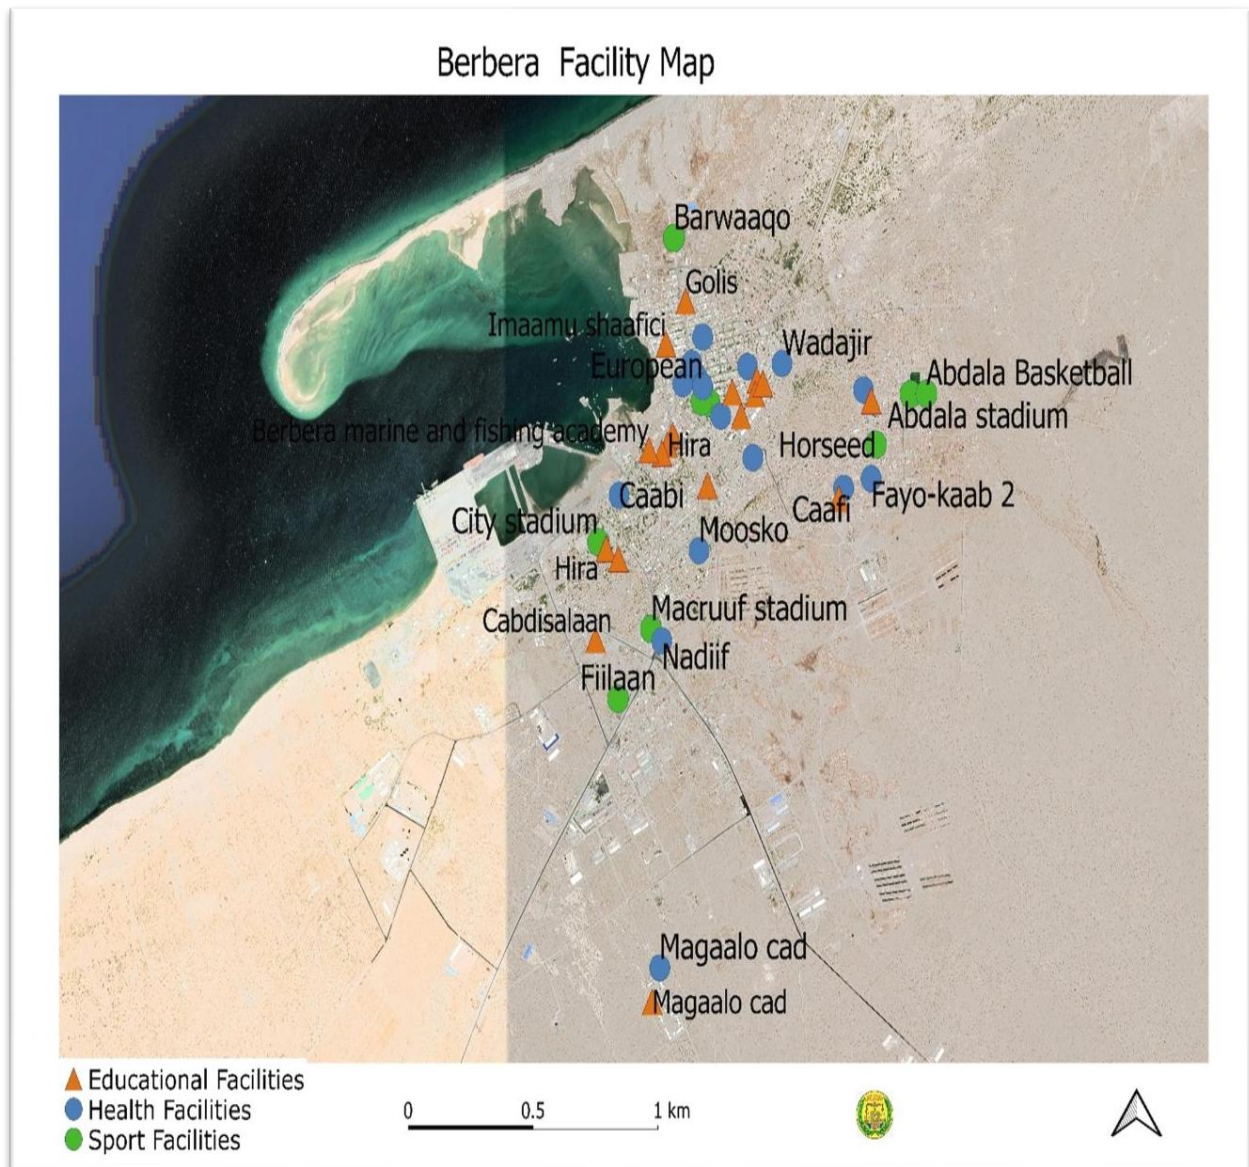 Berbera Facility Map
Barwaaqo
Golis
Imaamu shaafici
Wadajir
European
Abdala Basketball
Abdala stadium
Berbera marine and fishing academy
Hira
Horseed
Caabi
Fayo-kaab 2
Caafi
City stadium
Moosko
Hira
Macruuf stadium
Cabdisalaan
Nadiif
Fiilaan
Magaalo cad
Magaalo cad
Educational Facilities
Health Facilities
Sport Facilities
0 0.5 1 km